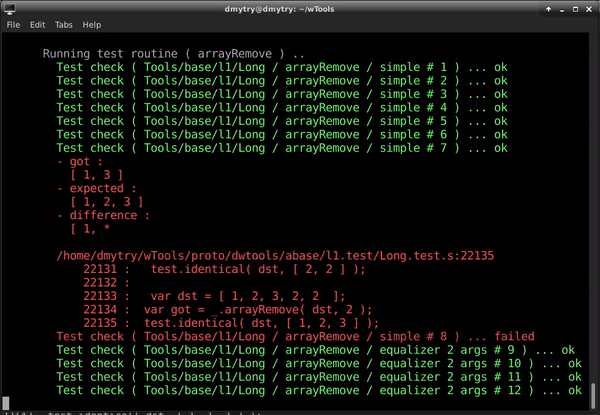 dmytry@dmytry: ~/wTools
File Edit Tabs Help
Running test routine ( arrayRemove ) ..
Test check ( Tools/base/l1/Long / arrayRemove / simple # 1 ) ... ok
Test check ( Tools/base/l1/Long / arrayRemove / simple # 2 ) ... ok
Test check ( Tools/base/l1/Long / arrayRemove / simple # 3 ) ... ok
Test check ( Tools/base/l1/Long / arrayRemove / simple # 4 ) ... ok
Test check ( Tools/base/l1/Long / arrayRemove / simple # 5 ) ... ok
Test check ( Tools/base/l1/Long / arrayRemove / simple # 6 ) ... ok
Test check ( Tools/base/l1/Long / arrayRemove / simple # 7 ) ... ok
- got :
[ 1, 3 ]
- expected :
[ 1, 2, 3 ]
- difference :
[ 1, *
/home/dmytry/wTools/proto/dwtools/abase/l1.test/Long.test.s:22135
22131 : test.identical( dst, [ 2, 2 ] );
22132 :
22133 : var dst = [ 1, 2, 3, 2, 2 ];
22134 : var got = _.arrayRemove( dst, 2 );
22135 : test.identical( dst, [ 1, 2, 3 ] );
Test check ( Tools/base/l1/Long / arrayRemove / simple # 8 ) ... failed
Test check ( Tools/base/l1/Long / arrayRemove / equalizer 2 args # 9 ) ... ok
Test check ( Tools/base/l1/Long / arrayRemove / equalizer 2 args # 10 ) ... ok
Test check ( Tools/base/l1/Long / arrayRemove / equalizer 2 args # 11 ) ... ok
Test check ( Tools/base/l1/Long / arrayRemove / equalizer 2 args # 12 ) ... ok